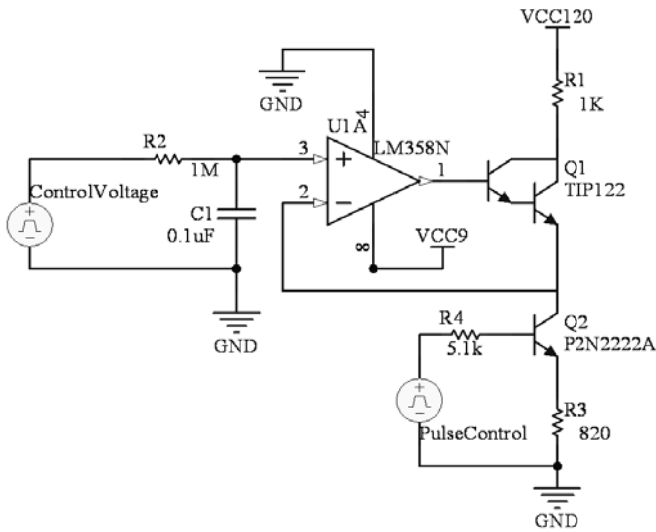 VCC120
R1
1K
GND
4
U1A
LM358N
R2
1M
3
1
2
Q1
TIP122
ControlVoltage
C1
0.1uF
8
VCC9
GND
R4
5.1k
Q2
P2N2222A
PulseControl
R3
820
GND